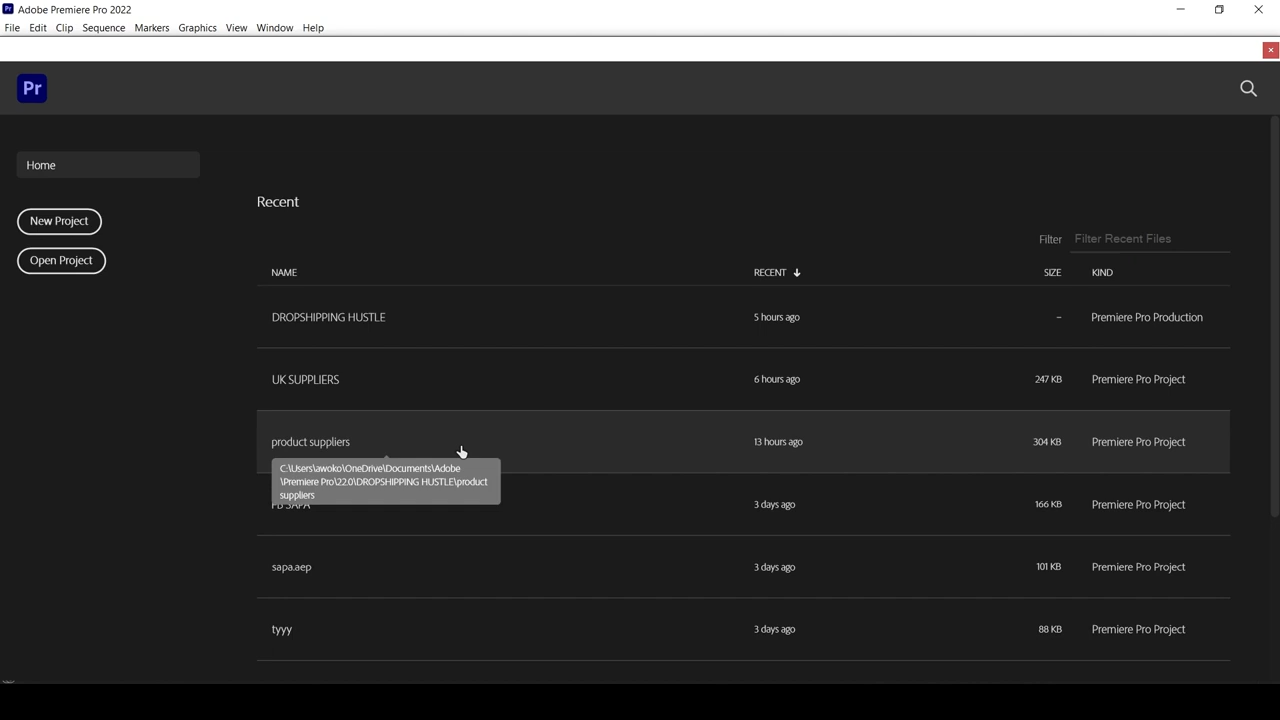 Adobe Premiere Pro 2022
File Edit Clip Sequence Markers Graphics View Window Help
Pr
Home
New Project
Open Project
Recent
Filter Filter Recent Files
NAME RECENT SIZE KIND
DROPSHIPPING HUSTLE 5 hours ago – Premiere Pro Production
UK SUPPLIERS 6 hours ago 247 KB Premiere Pro Project
product suppliers 13 hours ago 304 KB Premiere Pro Project
C:\Users\awoko\OneDrive\Documents\Adobe
\Premiere Pro\22.0\DROPSHIPPING HUSTLE\product
suppliers
SAPA 3 days ago 166 KB Premiere Pro Project
sapa.aep 3 days ago 101 KB Premiere Pro Project
tyyy 3 days ago 88 KB Premiere Pro Project